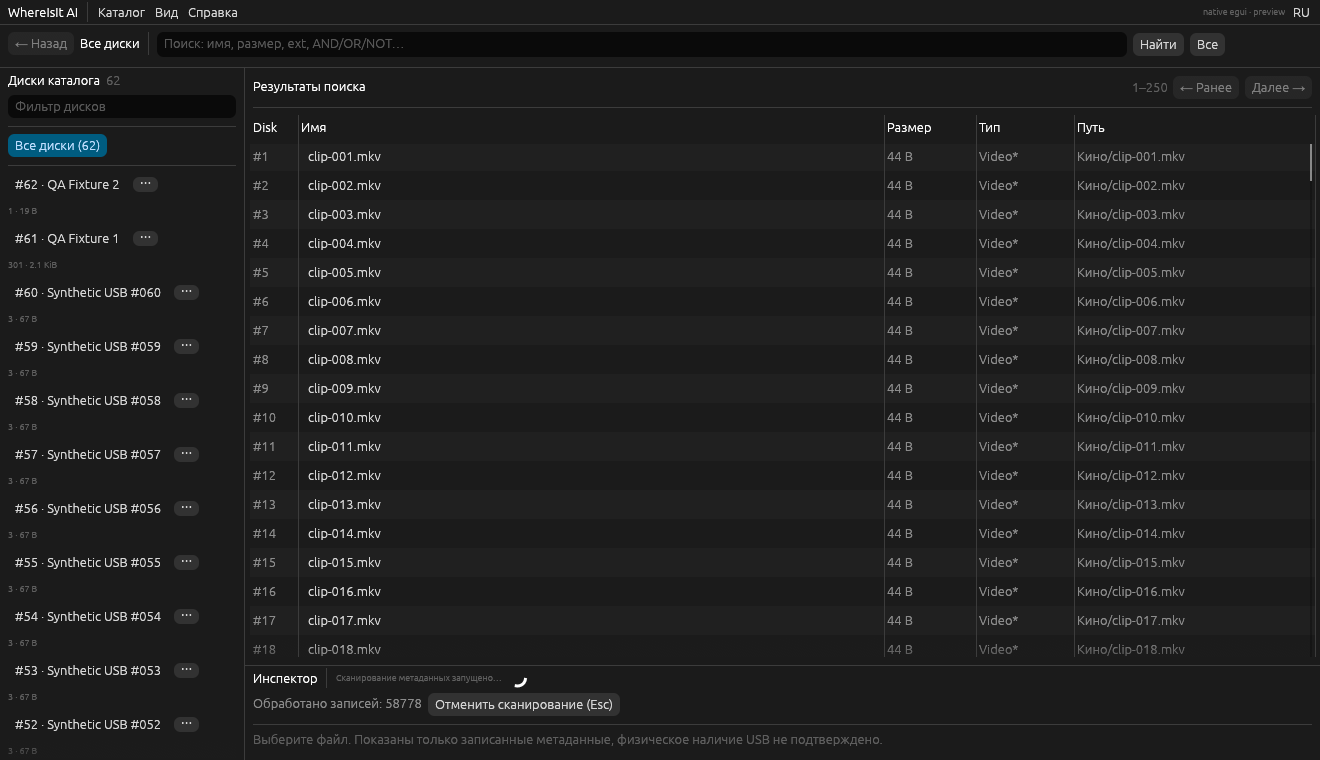 WhereIsIt AI Каталог Вид Справка native egui · preview RU
← Назад Все диски Поиск: имя, размер, ext, AND/OR/NOT… Найти Все
Диски каталога 62
Фильтр дисков
Все диски (62)
#62 · QA Fixture 2 ···
1 · 19 B
#61 · QA Fixture 1 ···
301 · 2.1 KiB
#60 · Synthetic USB #060 ···
3 · 67 B
#59 · Synthetic USB #059 ···
3 · 67 B
#58 · Synthetic USB #058 ···
3 · 67 B
#57 · Synthetic USB #057 ···
3 · 67 B
#56 · Synthetic USB #056 ···
3 · 67 B
#55 · Synthetic USB #055 ···
3 · 67 B
#54 · Synthetic USB #054 ···
3 · 67 B
#53 · Synthetic USB #053 ···
3 · 67 B
#52 · Synthetic USB #052 ···
3 · 67 B
Результаты поиска 1–250 ← Ранее Далее →
Disk Имя Размер Тип Путь
#1 clip-001.mkv 44 B Video* Кино/clip-001.mkv
#2 clip-002.mkv 44 B Video* Кино/clip-002.mkv
#3 clip-003.mkv 44 B Video* Кино/clip-003.mkv
#4 clip-004.mkv 44 B Video* Кино/clip-004.mkv
#5 clip-005.mkv 44 B Video* Кино/clip-005.mkv
#6 clip-006.mkv 44 B Video* Кино/clip-006.mkv
#7 clip-007.mkv 44 B Video* Кино/clip-007.mkv
#8 clip-008.mkv 44 B Video* Кино/clip-008.mkv
#9 clip-009.mkv 44 B Video* Кино/clip-009.mkv
#10 clip-010.mkv 44 B Video* Кино/clip-010.mkv
#11 clip-011.mkv 44 B Video* Кино/clip-011.mkv
#12 clip-012.mkv 44 B Video* Кино/clip-012.mkv
#13 clip-013.mkv 44 B Video* Кино/clip-013.mkv
#14 clip-014.mkv 44 B Video* Кино/clip-014.mkv
#15 clip-015.mkv 44 B Video* Кино/clip-015.mkv
#16 clip-016.mkv 44 B Video* Кино/clip-016.mkv
#17 clip-017.mkv 44 B Video* Кино/clip-017.mkv
#18 clip-018.mkv 44 B Video* Кино/clip-018.mkv
Инспектор Сканирование метаданных запущено…
Обработано записей: 58778 Отменить сканирование (Esc)
Выберите файл. Показаны только записанные метаданные, физическое наличие USB не подтверждено.